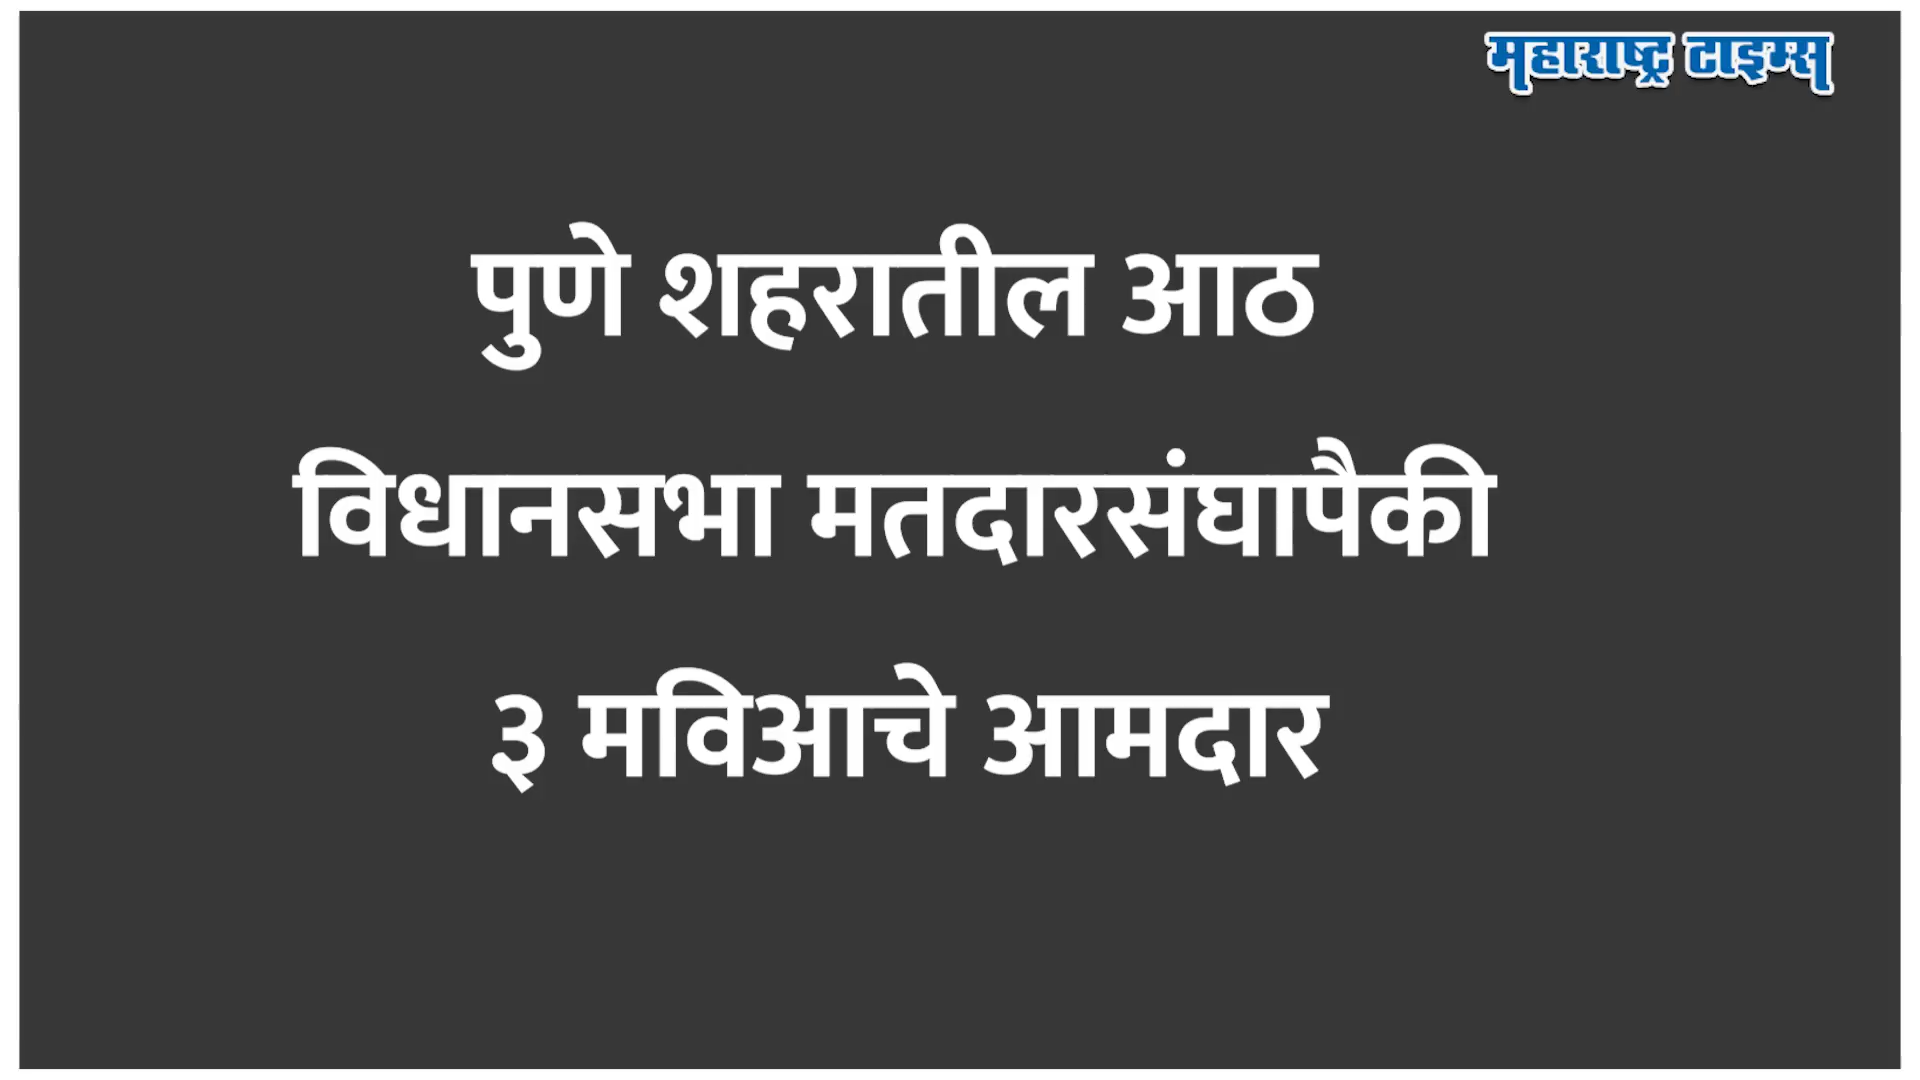 महाराष्ट्र टाइम्स
पुणे शहरातील आठ
विधानसभा मतदारसंघापैकी
३ मविआचे आमदार